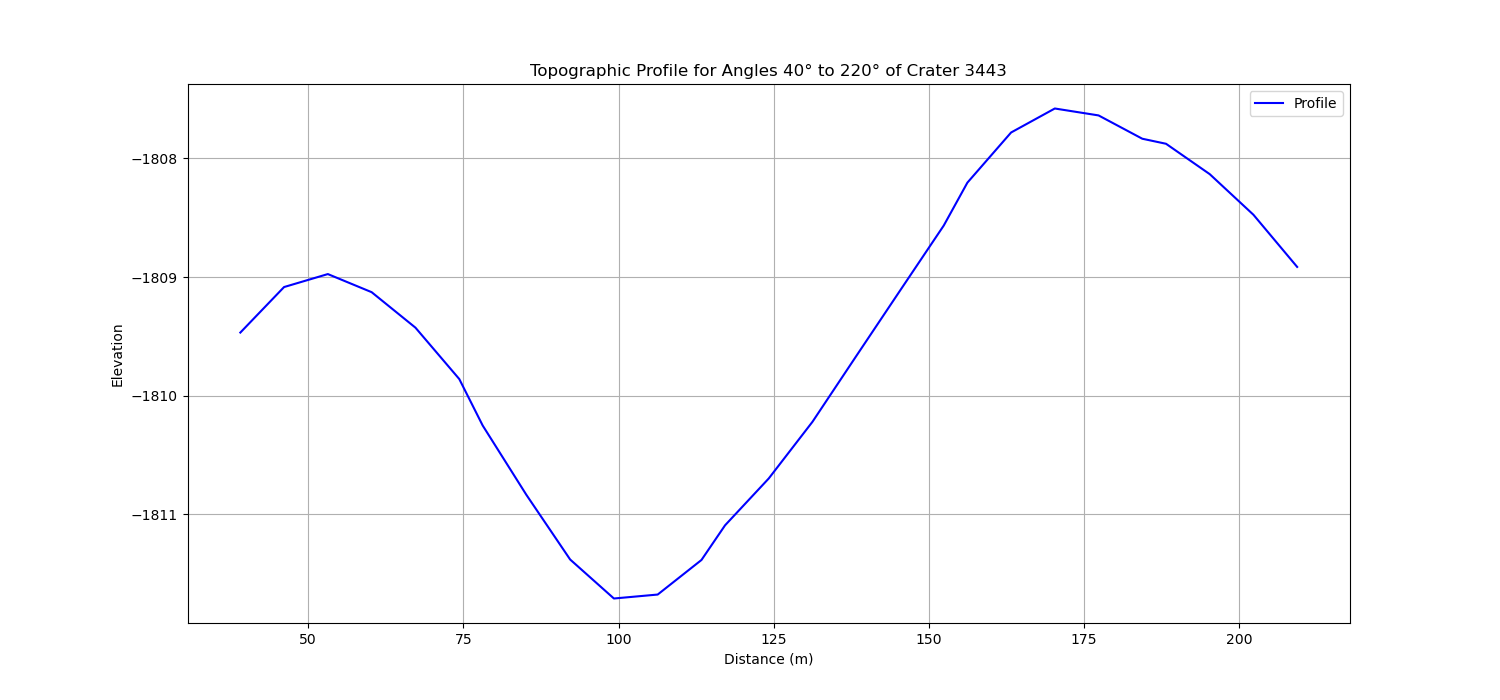 Topographic Profile for Angles 40° to 220° of Crater 3443
Profile
−1808
−1809
−1810
−1811
Elevation
50 75 100 125 150 175 200
Distance (m)